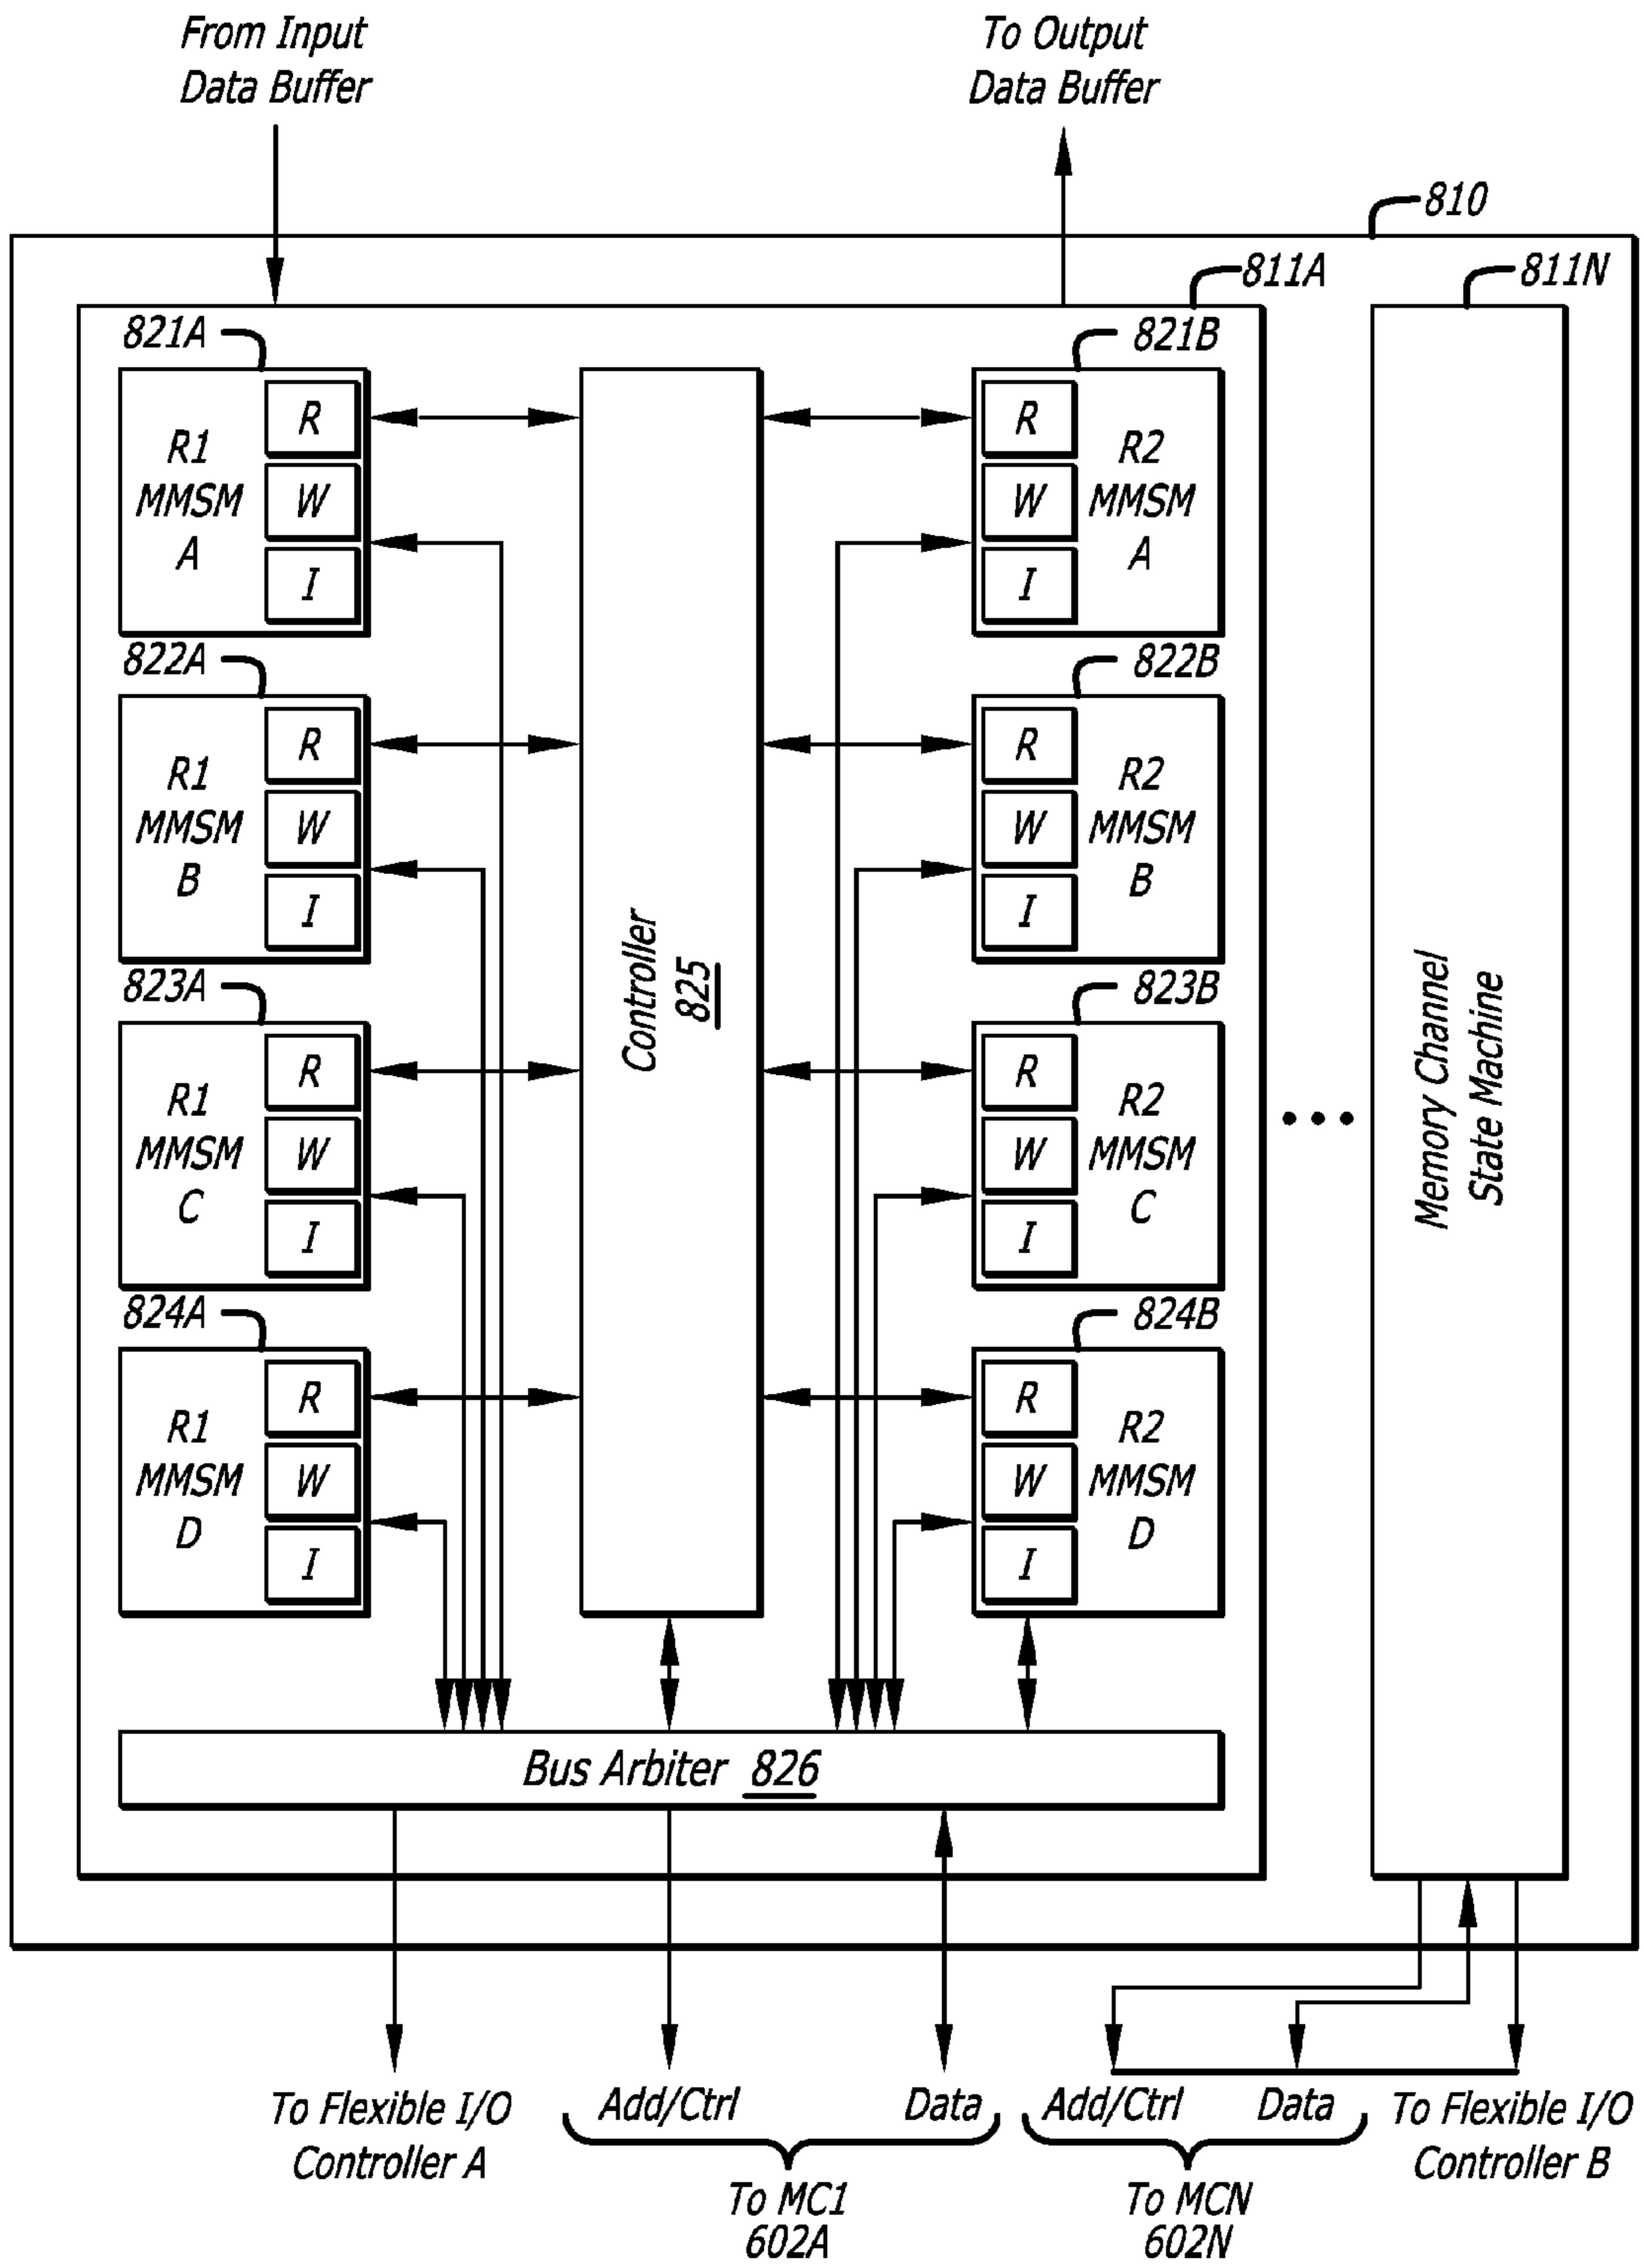 From Input
Data Buffer
To Output
Data Buffer
810
811A
811N
821A
R1
MMSM
A
R
W
I
821B
R
W
I
R2
MMSM
A
822A
R1
MMSM
B
R
W
I
822B
R
W
I
R2
MMSM
B
Controller
825
823A
R1
MMSM
C
R
W
I
823B
R
W
I
R2
MMSM
C
824A
R1
MMSM
D
R
W
I
824B
R
W
I
R2
MMSM
D
Memory Channel
State Machine
Bus Arbiter 826
To Flexible I/O
Controller A
Add/Ctrl
Data
To MC1
602A
Add/Ctrl
Data
To MCN
602N
To Flexible I/O
Controller B